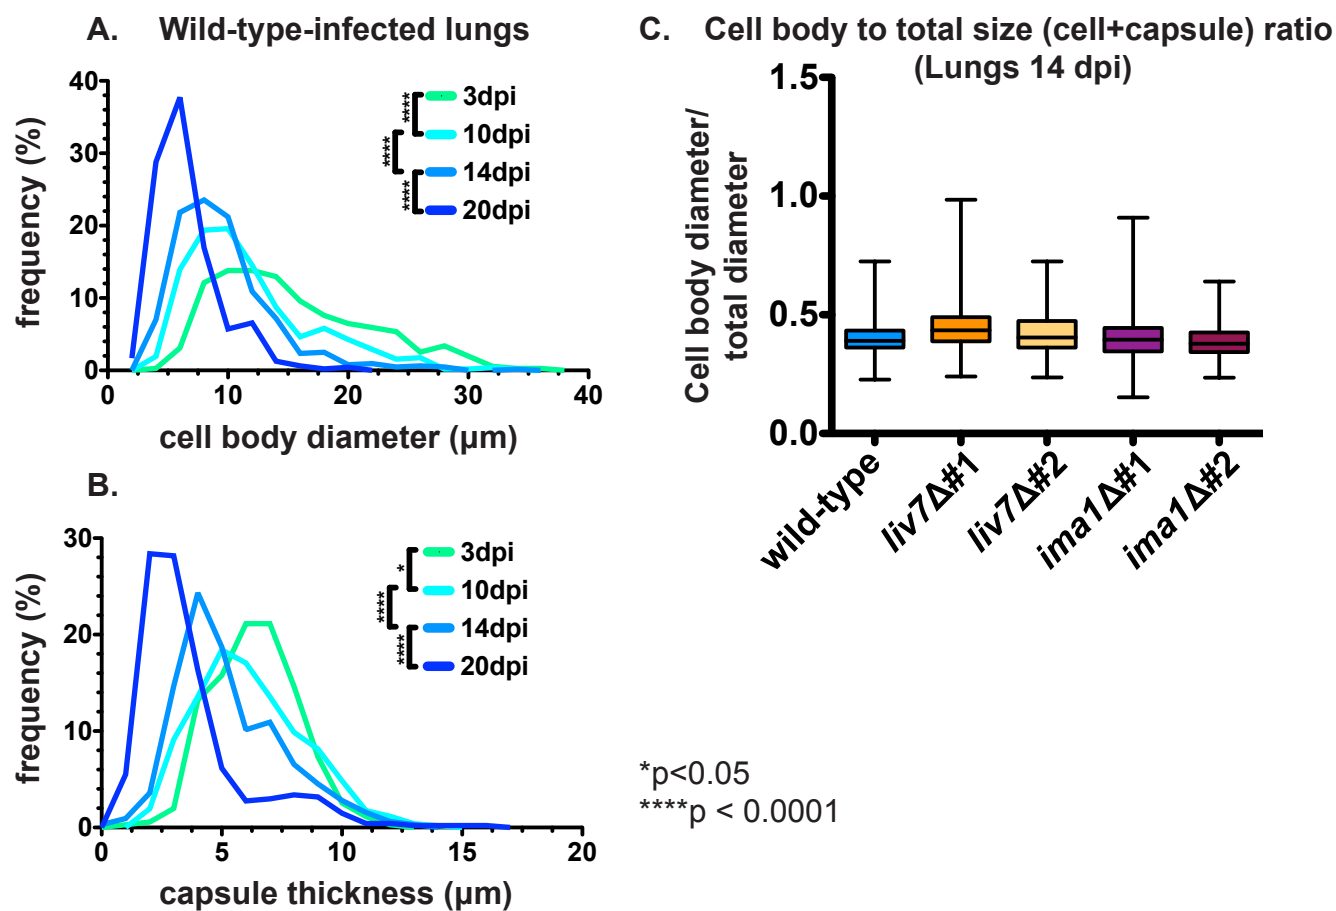 A. Wild-type-infected lungs
40
30
20
10
0
frequency (%)
0 10 20 30 40
cell body diameter (μm)
3dpi
10dpi
14dpi
20dpi
****
****
****
B.
30
20
10
0
frequency (%)
0 5 10 15 20
capsule thickness (μm)
3dpi
10dpi
14dpi
20dpi
*
****
****
C. Cell body to total size (cell+capsule) ratio
(Lungs 14 dpi)
1.5
1.0
0.5
0.0
Cell body diameter/
total diameter
wild-type
liv7Δ#1
liv7Δ#2
ima1Δ#1
ima1Δ#2
*p<0.05
****p < 0.0001